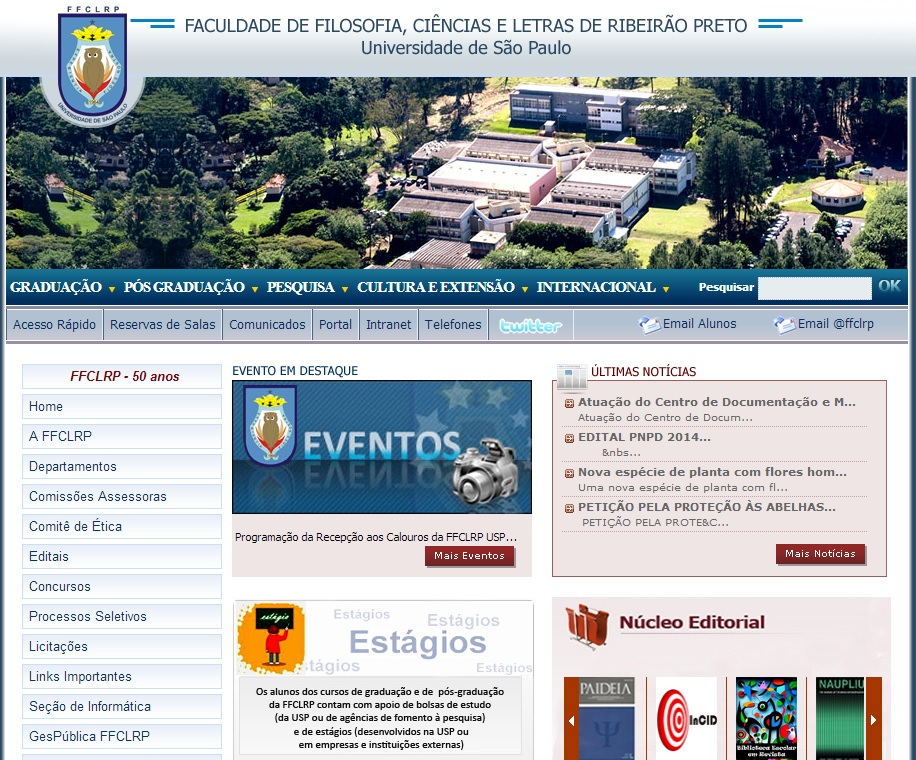 FFCLRP
UNIVERSIDADE DE SÃO PAULO
FACULDADE DE FILOSOFIA, CIÊNCIAS E LETRAS DE RIBEIRÃO PRETO
Universidade de São Paulo
GRADUAÇÃO PÓS GRADUAÇÃO PESQUISA CULTURA E EXTENSÃO INTERNACIONAL Pesquisar OK
Acesso Rápido Reservas de Salas Comunicados Portal Intranet Telefones twitter Email Alunos Email @ffclrp
FFCLRP - 50 anos
Home
A FFCLRP
Departamentos
Comissões Assessoras
Comitê de Ética
Editais
Concursos
Processos Seletivos
Licitações
Links Importantes
Seção de Informática
GesPública FFCLRP
EVENTO EM DESTAQUE
EVENTOS
Programação da Recepção aos Calouros da FFCLRP USP...
Mais Eventos
ÚLTIMAS NOTÍCIAS
Atuação do Centro de Documentação e M...
Atuação do Centro de Docum...
EDITAL PNPD 2014...
&nbs...
Nova espécie de planta com flores hom...
Uma nova espécie de planta com fl...
PETIÇÃO PELA PROTEÇÃO ÀS ABELHAS...
PETIÇÃO PELA PROTE&C...
Mais Notícias
estágio
Estágios
Estágios
Estágios
stágios
Estágios
Os alunos dos cursos de graduação e de pós-graduação
da FFCLRP contam com apoio de bolsas de estudo
(da USP ou de agências de fomento à pesquisa)
e de estágios (desenvolvidos na USP ou
em empresas e instituições externas)
Núcleo Editorial
PAIDEIA
InCID
Biblioteca Escolar
em Revista
NAUPLIU